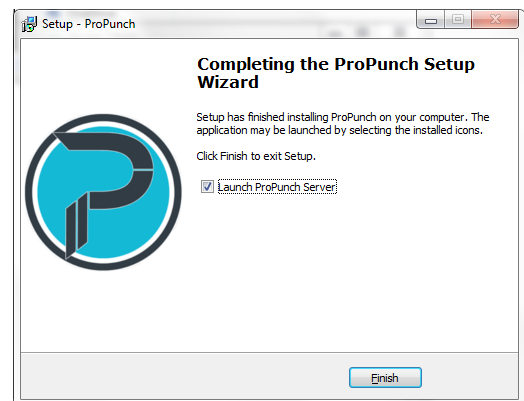 Setup - ProPunch
Completing the ProPunch Setup
Wizard
Setup has finished installing ProPunch on your computer. The
application may be launched by selecting the installed icons.
Click Finish to exit Setup.
Launch ProPunch Server
Finish